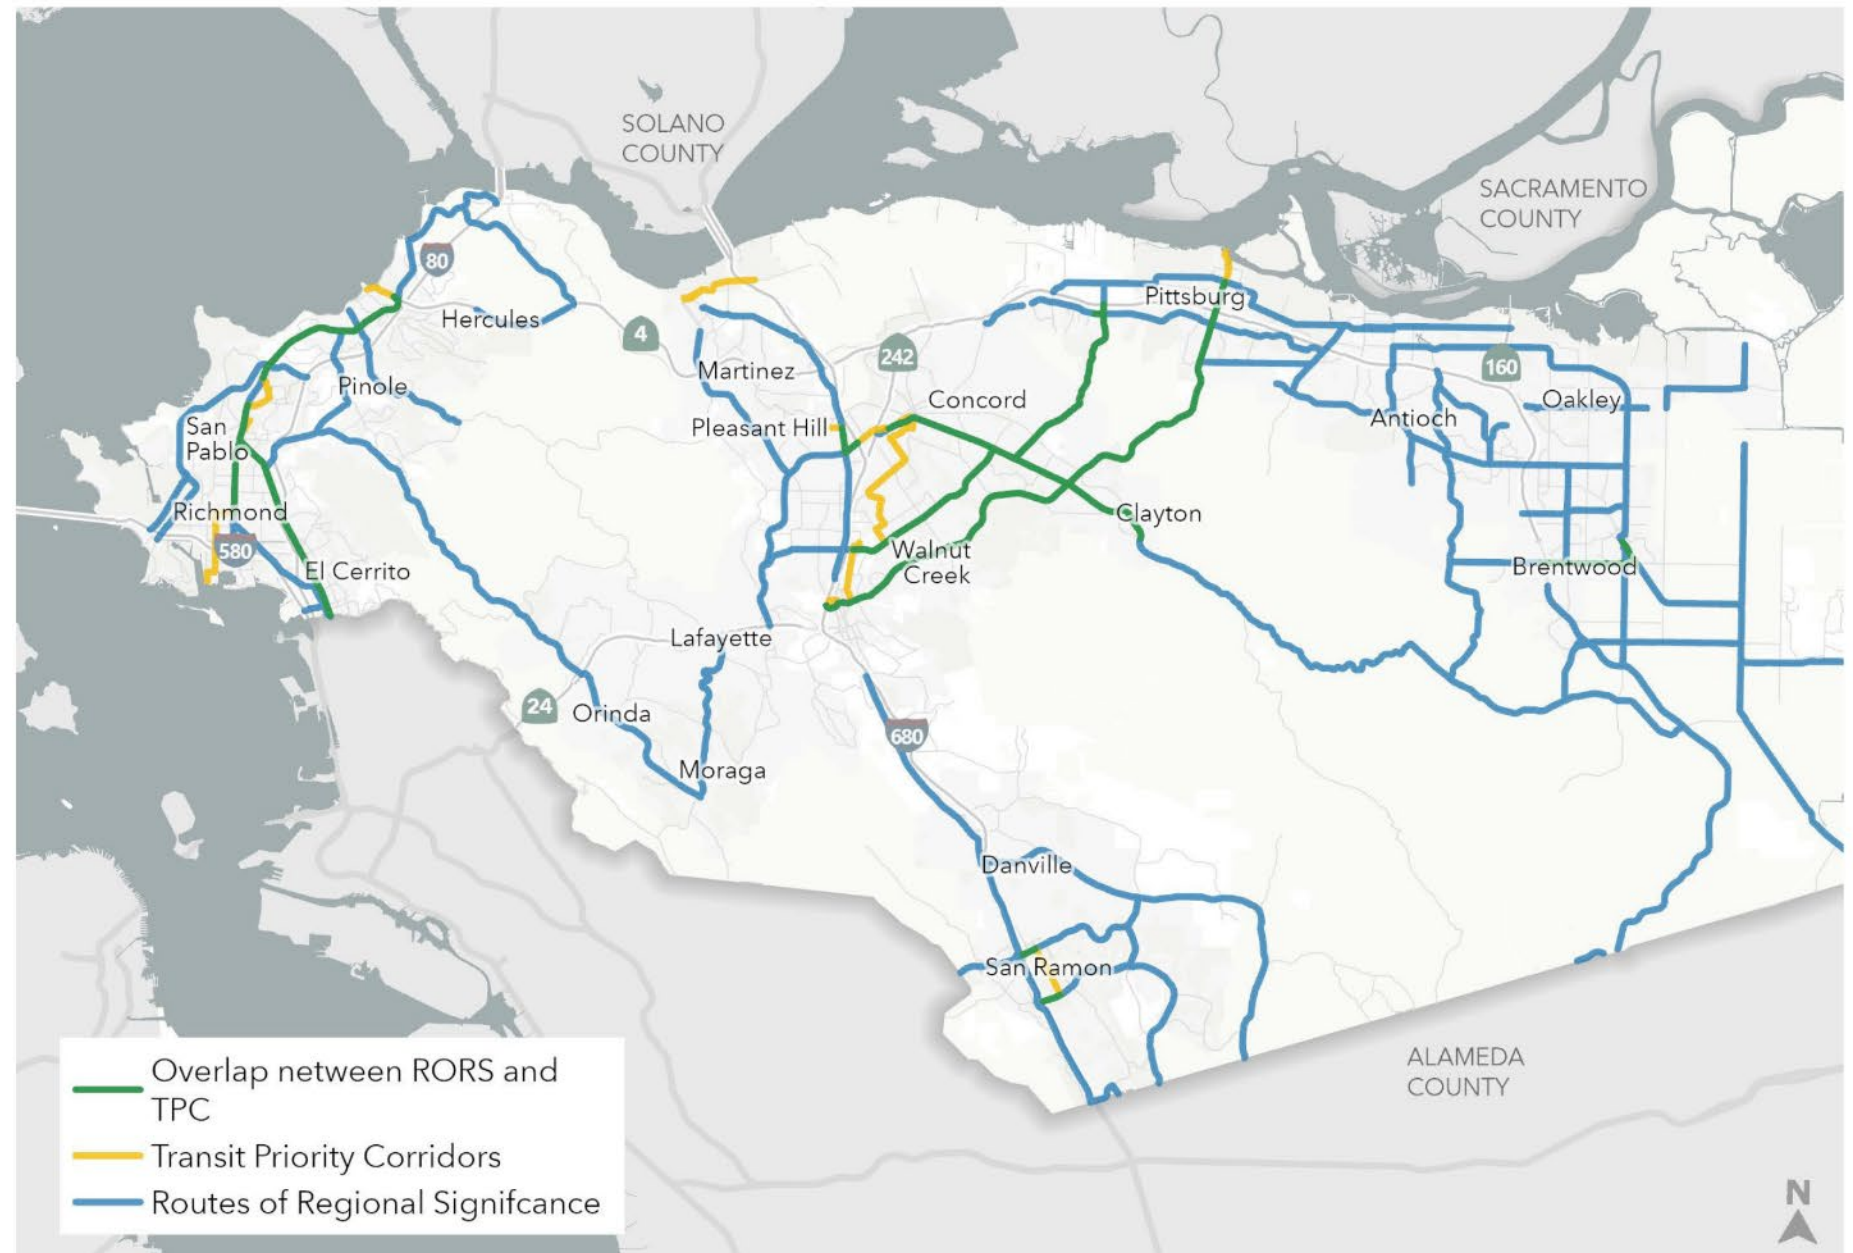 SOLANO
COUNTY
SACRAMENTO
COUNTY
80
Hercules
4
Pittsburg
242
160
Martinez
Pinole
Concord
Oakley
Antioch
San
Pablo
Pleasant Hill
Richmond
Clayton
580
El Cerrito
Walnut
Creek
Brentwood
Lafayette
24
Orinda
680
Moraga
Danville
San Ramon
ALAMEDA
COUNTY
Overlap netween RORS and
TPC
Transit Priority Corridors
Routes of Regional Signifcance
N